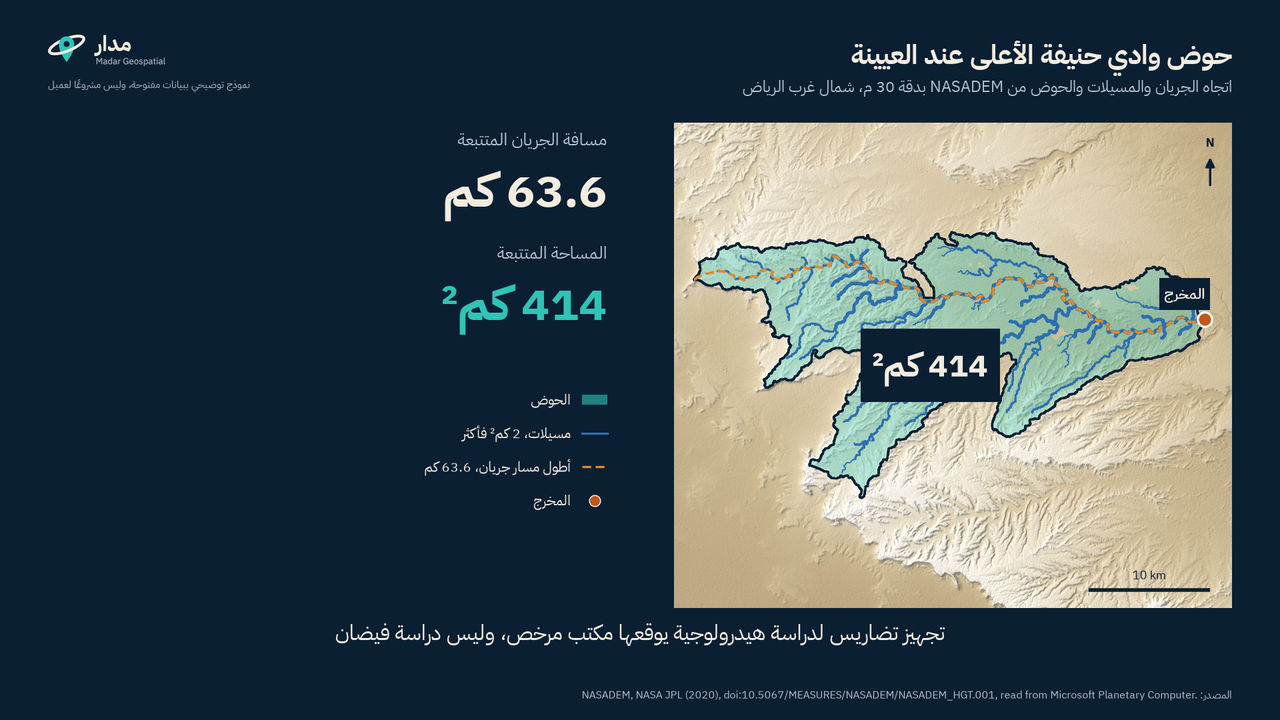 حوض وادي حنيفة الأعلى عند العيينة
اتجاه الجريان والمسيلات والحوض من NASADEM بدقة 30 م، شمال غرب الرياض
مدار
Madar Geospatial
نموذج توضيحي ببيانات مفتوحة، وليس مشروعًا لعميل
N
المخرج
414 كم²
10 km
مسافة الجريان المتتبعة
63.6 كم
المساحة المتتبعة
414 كم²
الحوض
مسيلات، 2 كم² فأكثر
أطول مسار جريان، 63.6 كم
المخرج
تجهيز تضاريس لدراسة هيدرولوجية يوقعها مكتب مرخص، وليس دراسة فيضان
المصدر: NASADEM, NASA JPL (2020), doi:10.5067/MEASURES/NASADEM/NASADEM_HGT.001, read from Microsoft Planetary Computer.